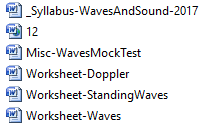 _Syllabus-WavesAndSound-2017
12
Misc-WavesMockTest
Worksheet-Doppler
Worksheet-StandingWaves
Worksheet-Waves